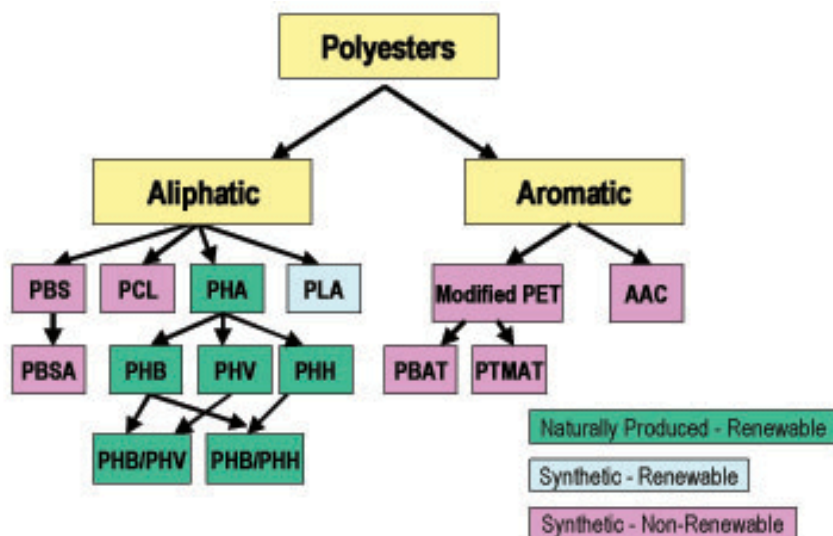 Polyesters
Aliphatic
Aromatic
PBS
PCL
PHA
PLA
Modified PET
AAC
PBSA
PHB
PHV
PHH
PBAT
PTMAT
PHB/PHV
PHB/PHH
Naturally Produced - Renewable
Synthetic - Renewable
Synthetic - Non-Renewable